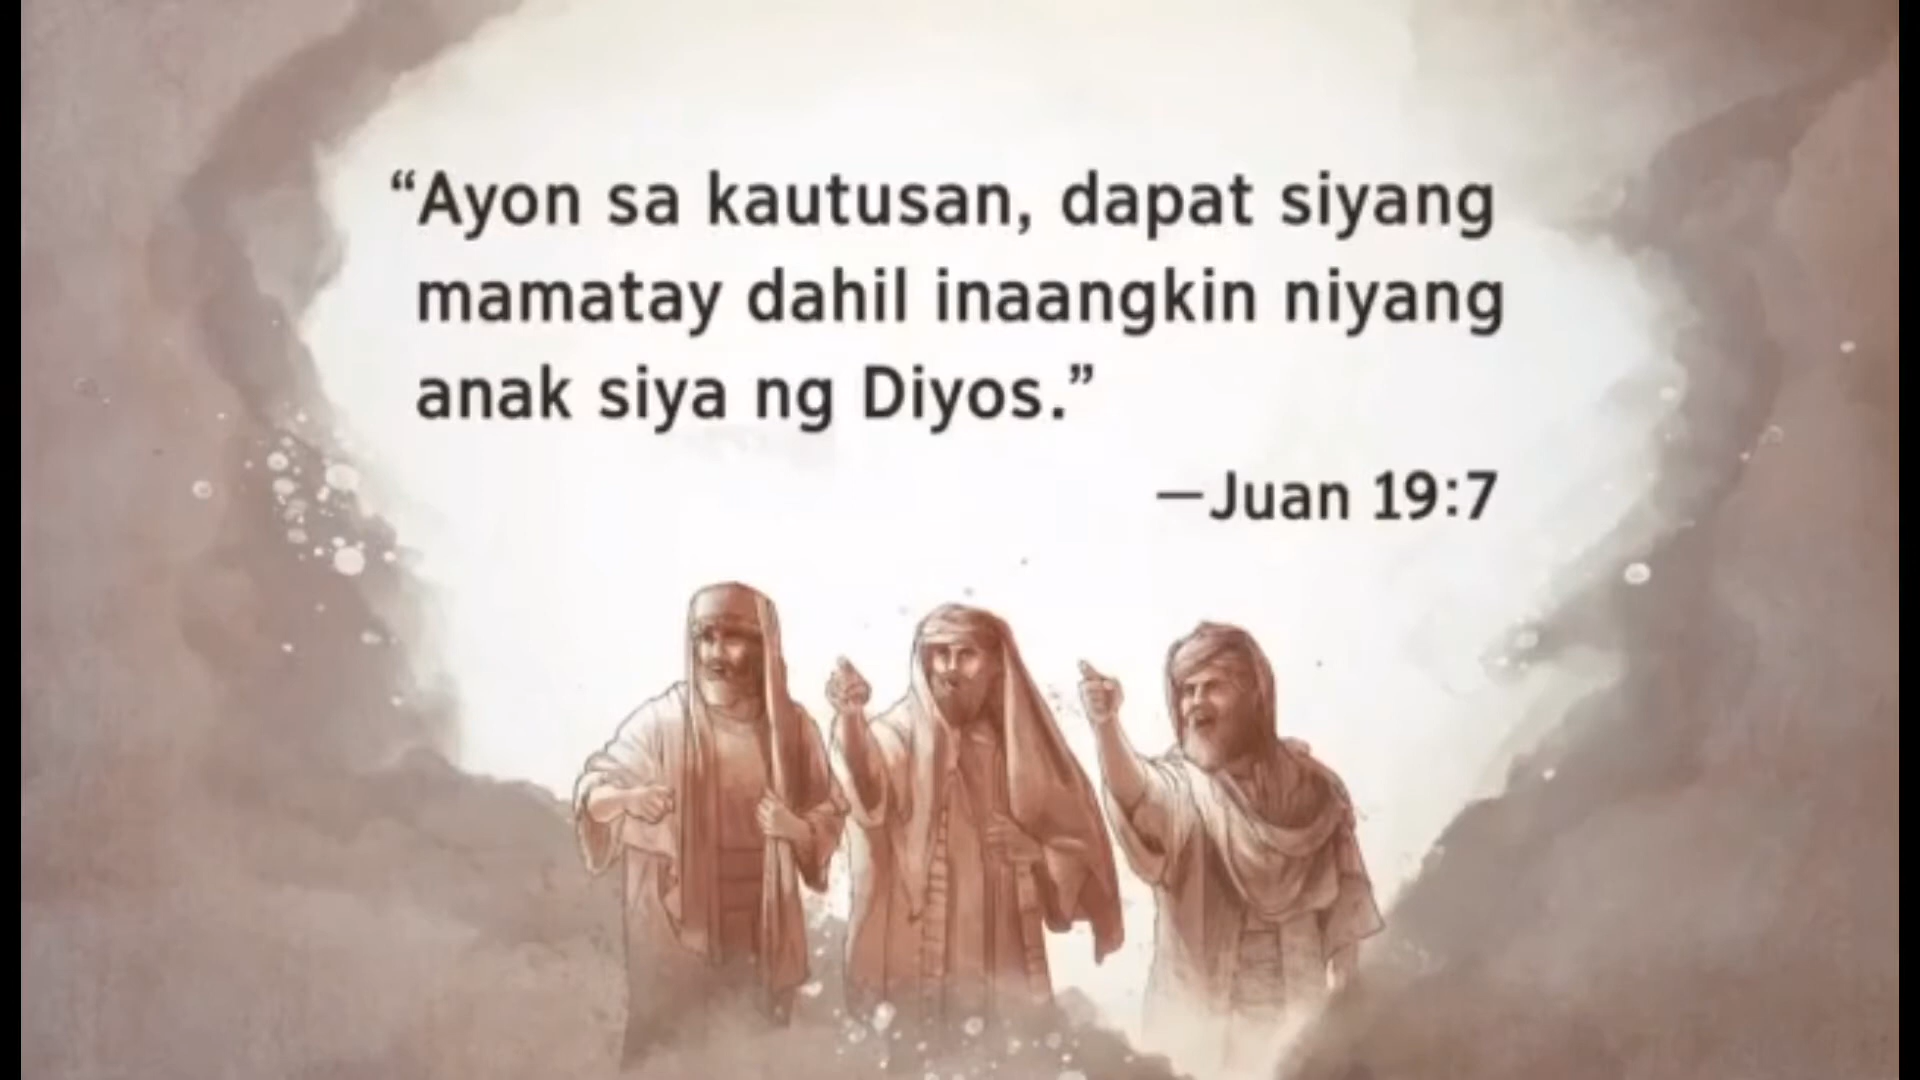 “Ayon sa kautusan, dapat siyang
mamatay dahil inaangkin niyang
anak siya ng Diyos.”
—Juan 19:7